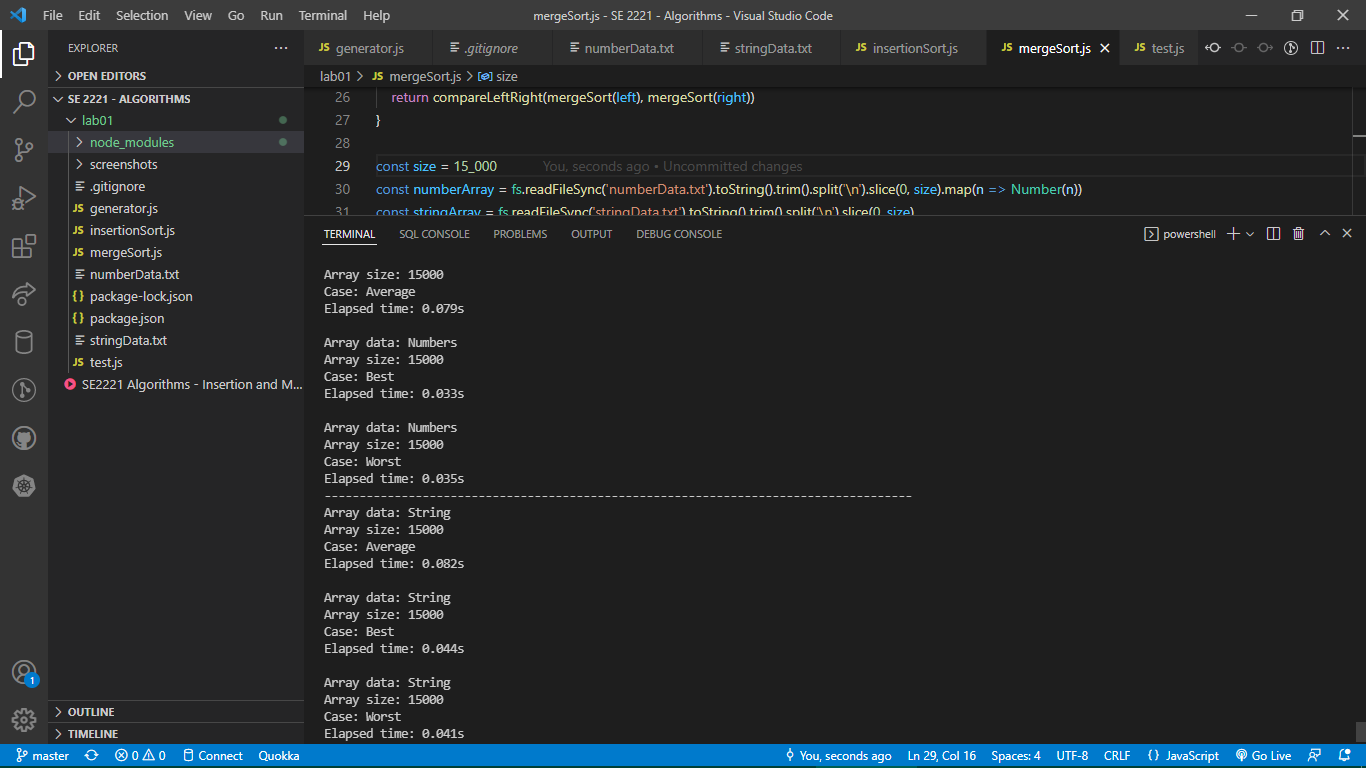 File Edit Selection View Go Run Terminal Help mergeSort.js - SE 2221 - Algorithms - Visual Studio Code
EXPLORER
OPEN EDITORS
SE 2221 - ALGORITHMS
lab01
node_modules
screenshots
.gitignore
JS generator.js
JS insertionSort.js
JS mergeSort.js
numberData.txt
{} package-lock.json
{} package.json
stringData.txt
JS test.js
SE2221 Algorithms - Insertion and M...
OUTLINE
TIMELINE
1
JS generator.js .gitignore numberData.txt stringData.txt JS insertionSort.js JS mergeSort.js JS test.js
lab01 > JS mergeSort.js > size
26 return compareLeftRight(mergeSort(left), mergeSort(right))
27 }
28
29 const size = 15_000 You, seconds ago • Uncommitted changes
30 const numberArray = fs.readFileSync('numberData.txt').toString().trim().split('\n').slice(0, size).map(n => Number(n))
31 const stringArray = fs.readFileSync('stringData.txt').toString().trim().split('\n').slice(0, size)
TERMINAL SQL CONSOLE PROBLEMS OUTPUT DEBUG CONSOLE powershell
Array size: 15000
Case: Average
Elapsed time: 0.079s
Array data: Numbers
Array size: 15000
Case: Best
Elapsed time: 0.033s
Array data: Numbers
Array size: 15000
Case: Worst
Elapsed time: 0.035s
------------------------------------------------------------------------------------
Array data: String
Array size: 15000
Case: Average
Elapsed time: 0.082s
Array data: String
Array size: 15000
Case: Best
Elapsed time: 0.044s
Array data: String
Array size: 15000
Case: Worst
Elapsed time: 0.041s
master 0 0 Connect Quokka You, seconds ago Ln 29, Col 16 Spaces: 4 UTF-8 CRLF {} JavaScript Go Live